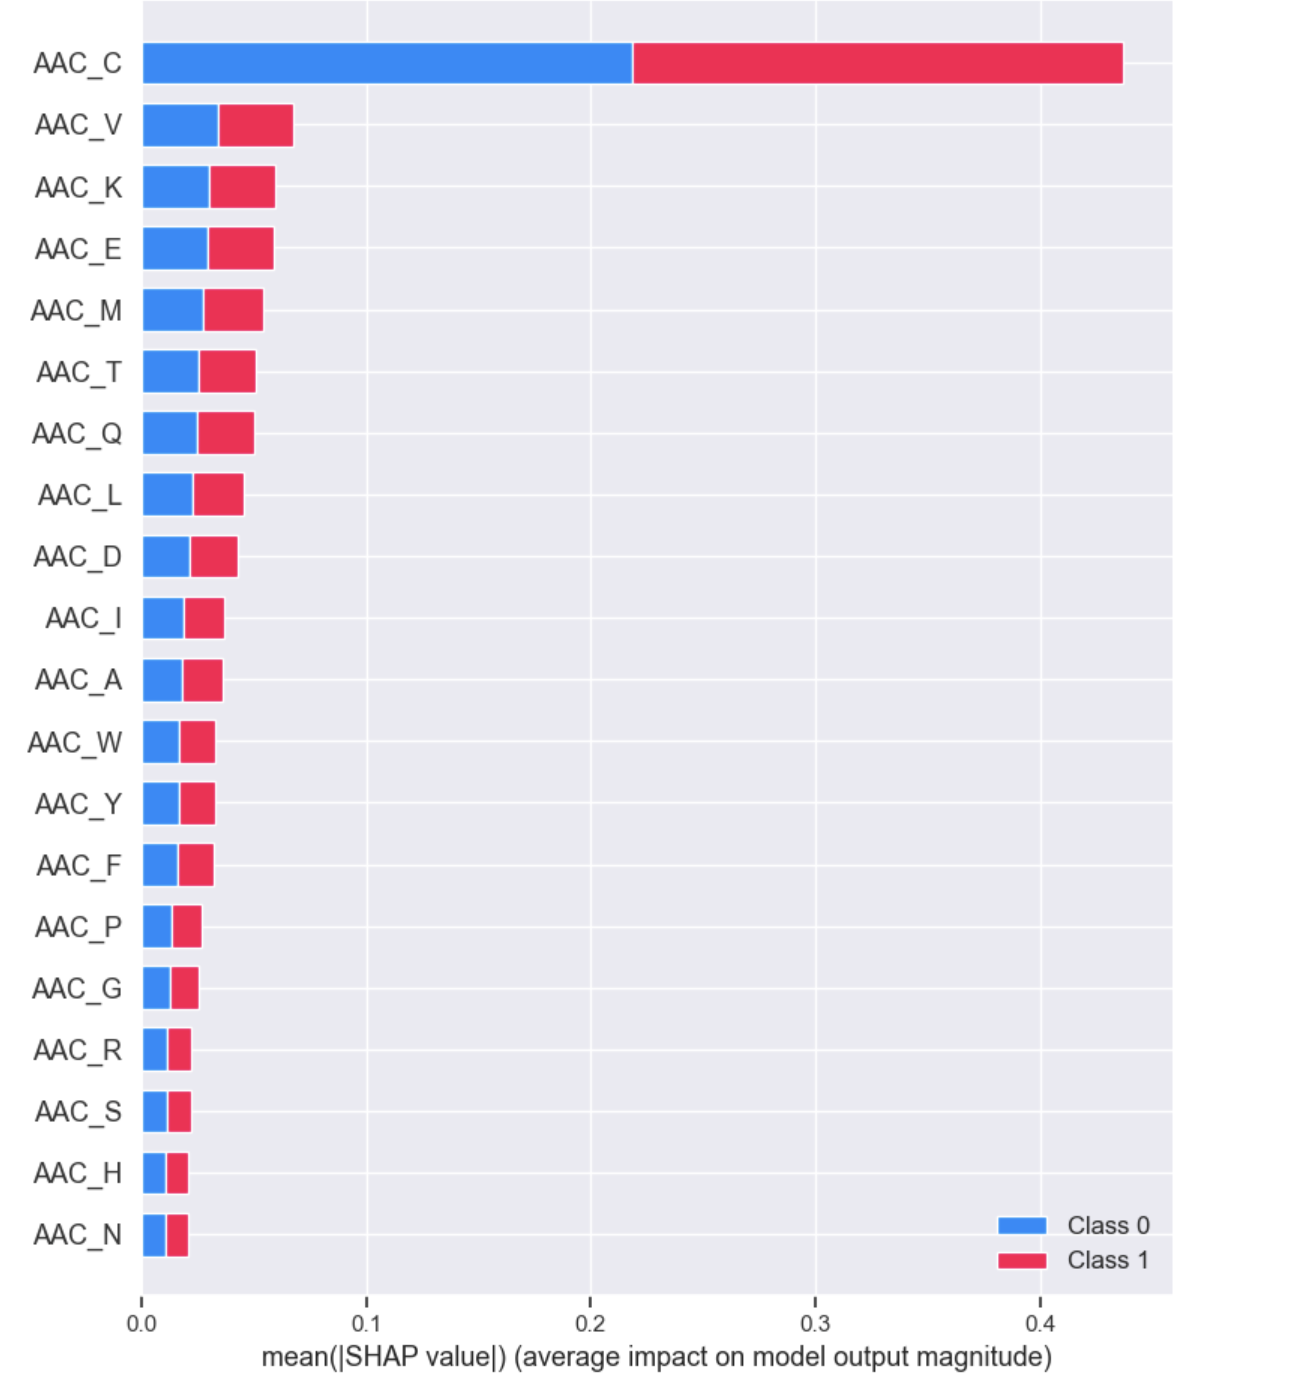 AAC_C
AAC_V
AAC_K
AAC_E
AAC_M
AAC_T
AAC_Q
AAC_L
AAC_D
AAC_I
AAC_A
AAC_W
AAC_Y
AAC_F
AAC_P
AAC_G
AAC_R
AAC_S
AAC_H
AAC_N
Class 0
Class 1
0.0 0.1 0.2 0.3 0.4
mean(|SHAP value|) (average impact on model output magnitude)